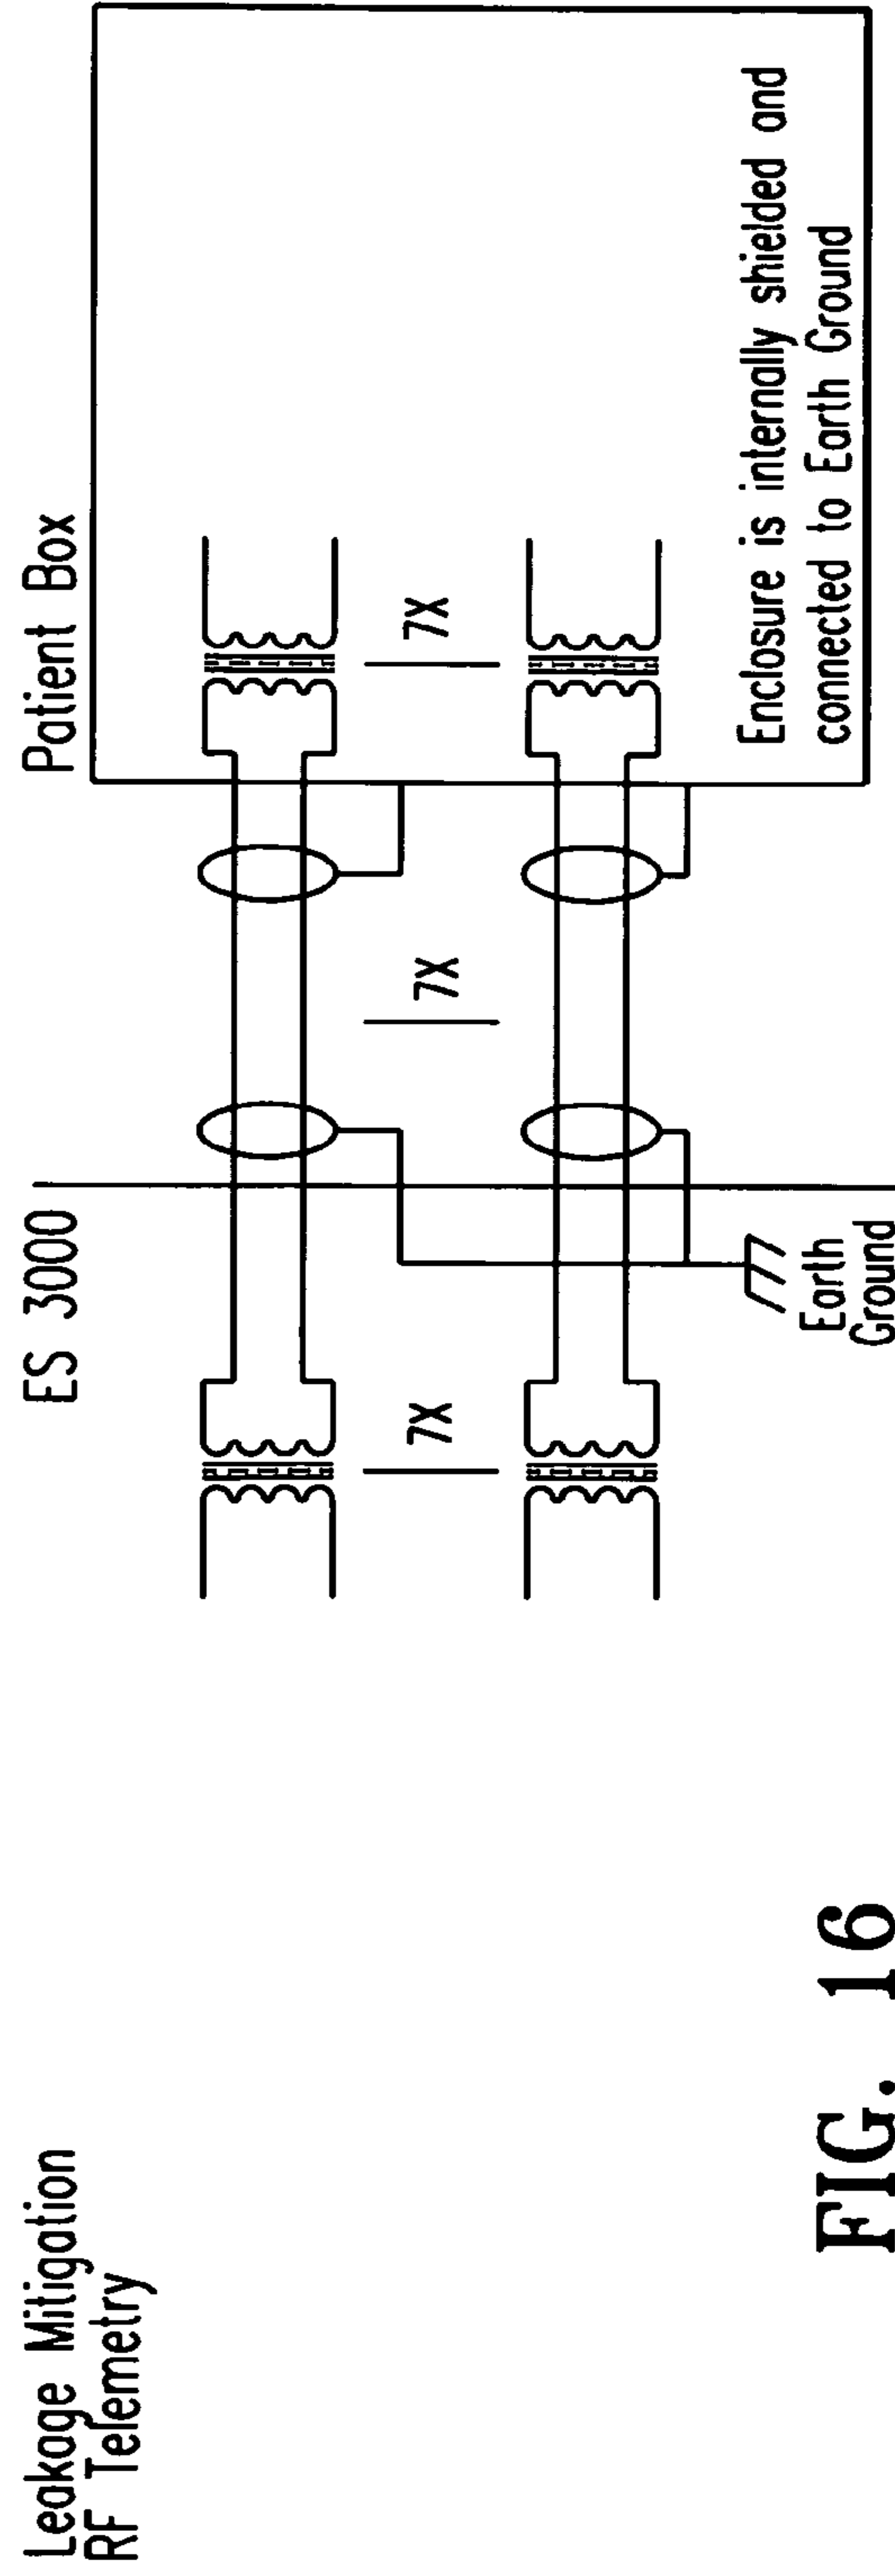 Leakage Mitigation
RF Telemetry
ES 3000
Patient Box
7X
7X
7X
Earth
Ground
Enclosure is internally shielded and
connected to Earth Ground
FIG. 16